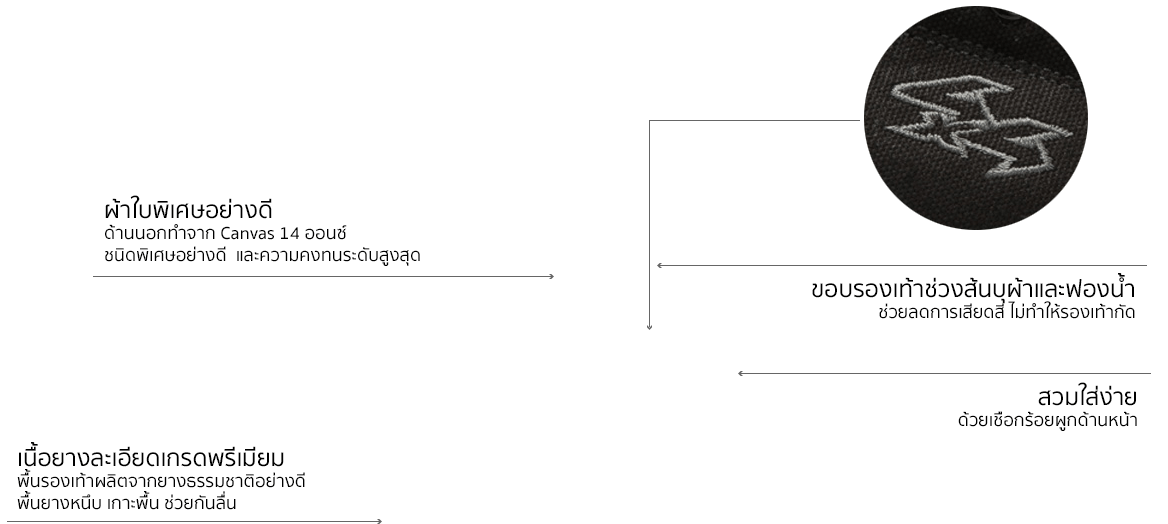 ผ้าใบพิเศษอย่างดี
ด้านนอกทำจาก Canvas 14 ออนซ์
ชนิดพิเศษอย่างดี และความคงทนระดับสูงสุด
ขอบรองเท้าช่วงส้นบุผ้าและฟองน้ำ
ช่วยลดการเสียดสี ไม่ทำให้รองเท้ากัด
สวมใส่ง่าย
ด้วยเชือกร้อยผูกด้านหน้า
เนื้อยางละเอียดเกรดพรีเมียม
พื้นรองเท้าผลิตจากยางธรรมชาติอย่างดี
พื้นยางหนึบ เกาะพื้น ช่วยกันลื่น